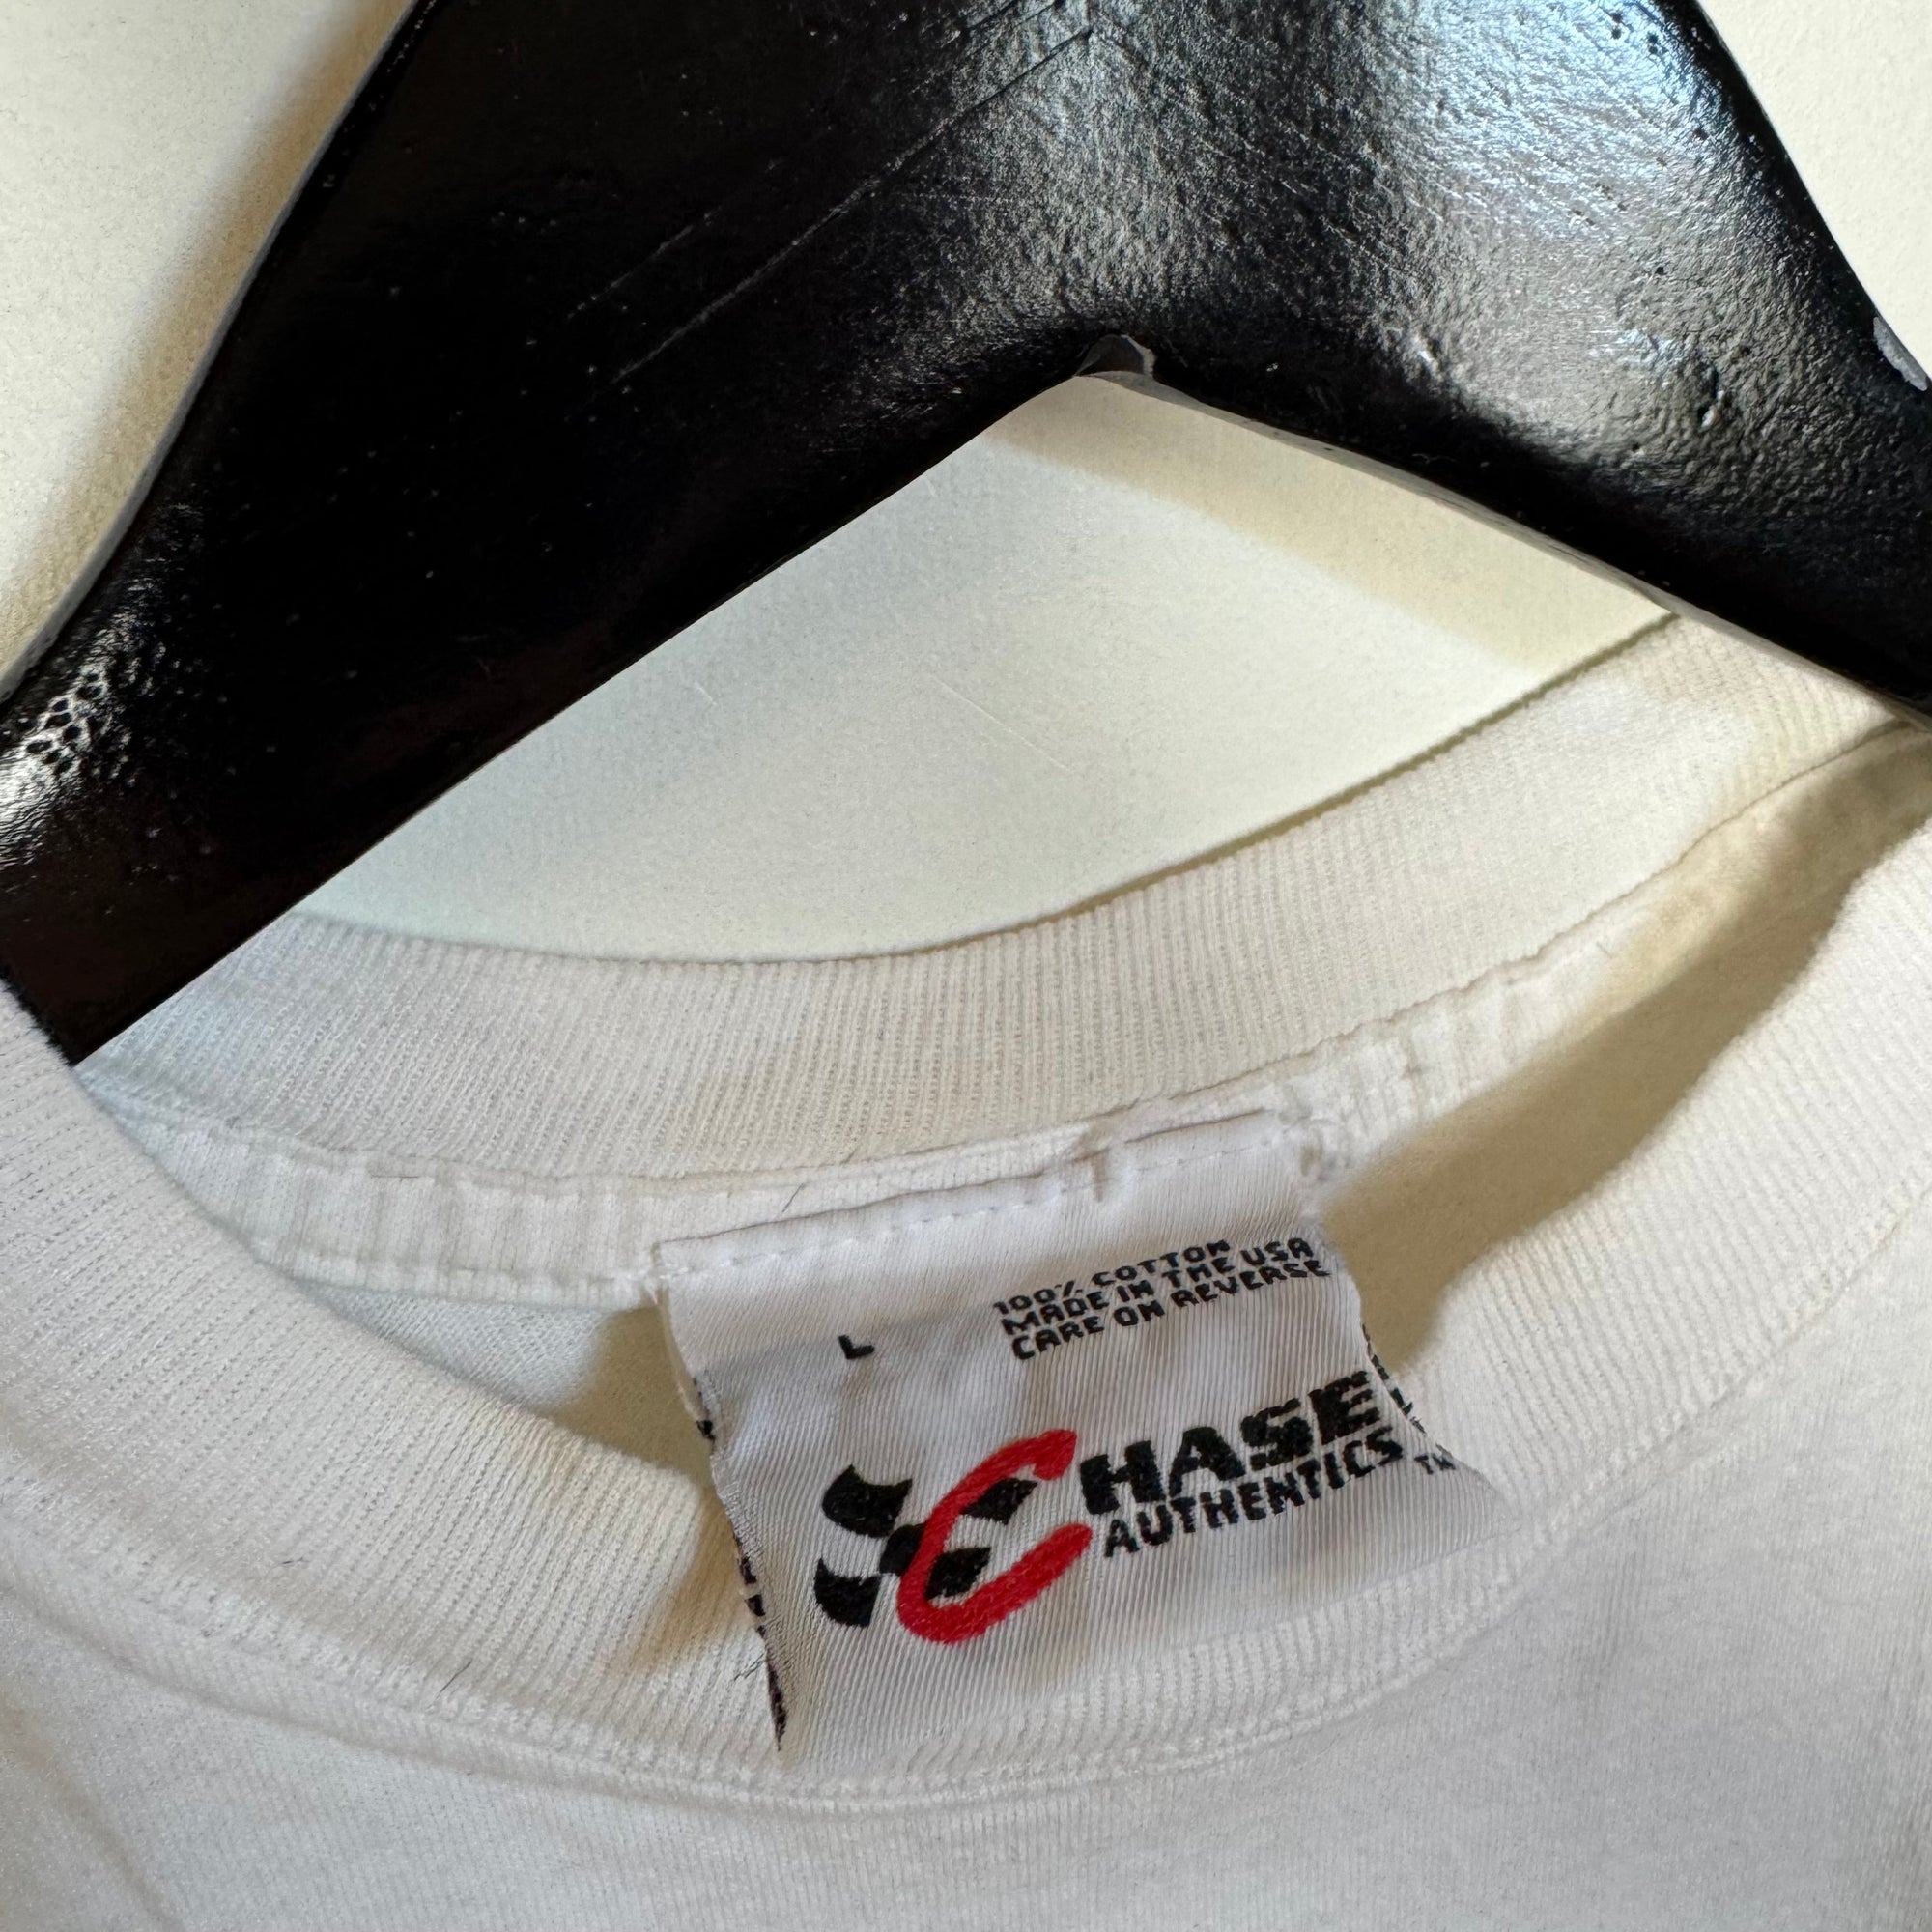 100% COTTON
MADE IN THE USA
CARE ON REVERSE
L
CHASE
AUTHENTICS TM